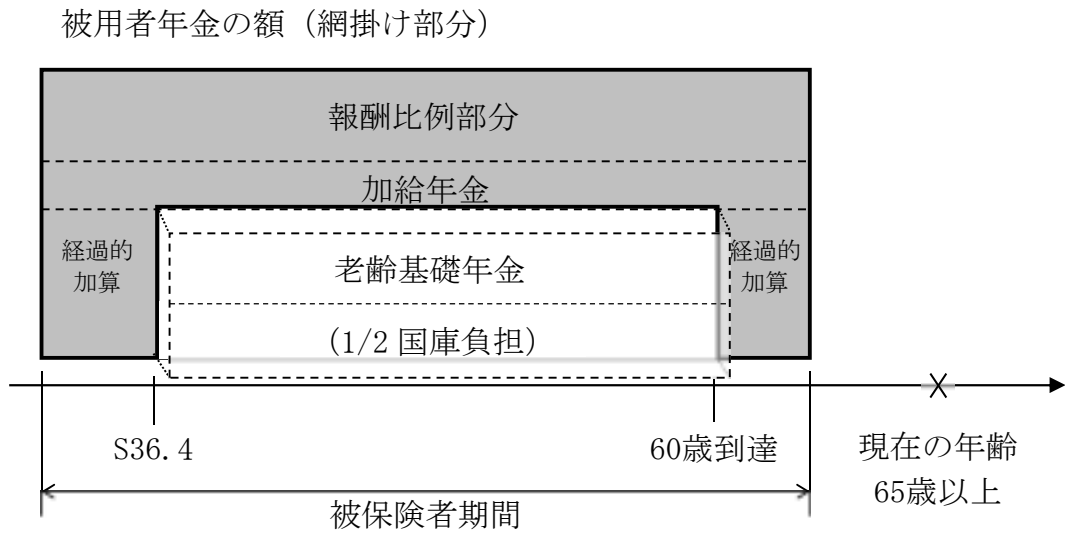 被用者年金の額（網掛け部分）
報酬比例部分
加給年金
経過的
加算
老齢基礎年金
(1/2 国庫負担)
経過的
加算
S36.4
60歳到達
現在の年齢
65歳以上
被保険者期間